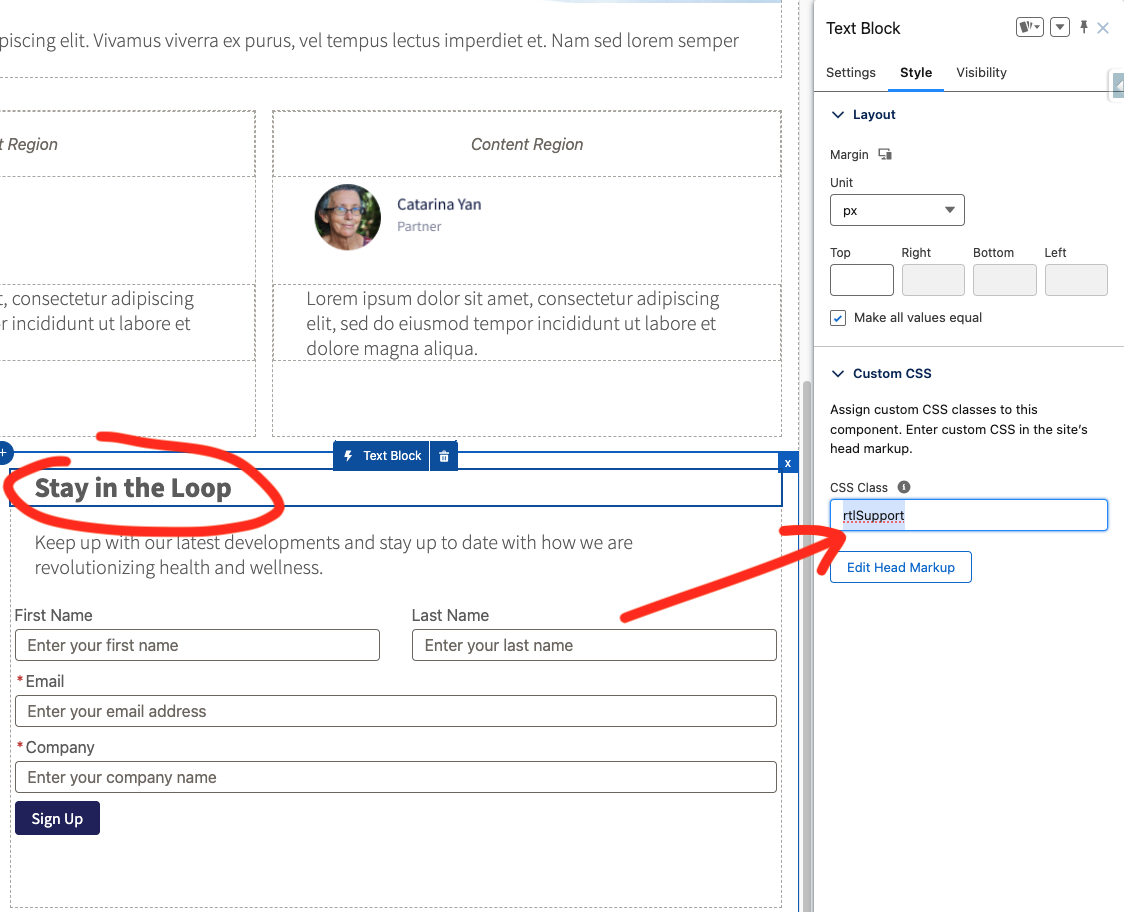 piscing elit. Vivamus viverra ex purus, vel tempus lectus imperdiet et. Nam sed lorem semper
t Region
Content Region
Catarina Yan
Partner
t, consectetur adipiscing
r incididunt ut labore et
Lorem ipsum dolor sit amet, consectetur adipiscing
elit, sed do eiusmod tempor incididunt ut labore et
dolore magna aliqua.
+
Text Block
x
Stay in the Loop
Keep up with our latest developments and stay up to date with how we are
revolutionizing health and wellness.
First Name
Last Name
Enter your first name
Enter your last name
*Email
Enter your email address
*Company
Enter your company name
Sign Up
Text Block
Settings
Style
Visibility
Layout
Margin
Unit
px
Top
Right
Bottom
Left
Make all values equal
Custom CSS
Assign custom CSS classes to this
component. Enter custom CSS in the site's
head markup.
CSS Class
rtlSupport
Edit Head Markup